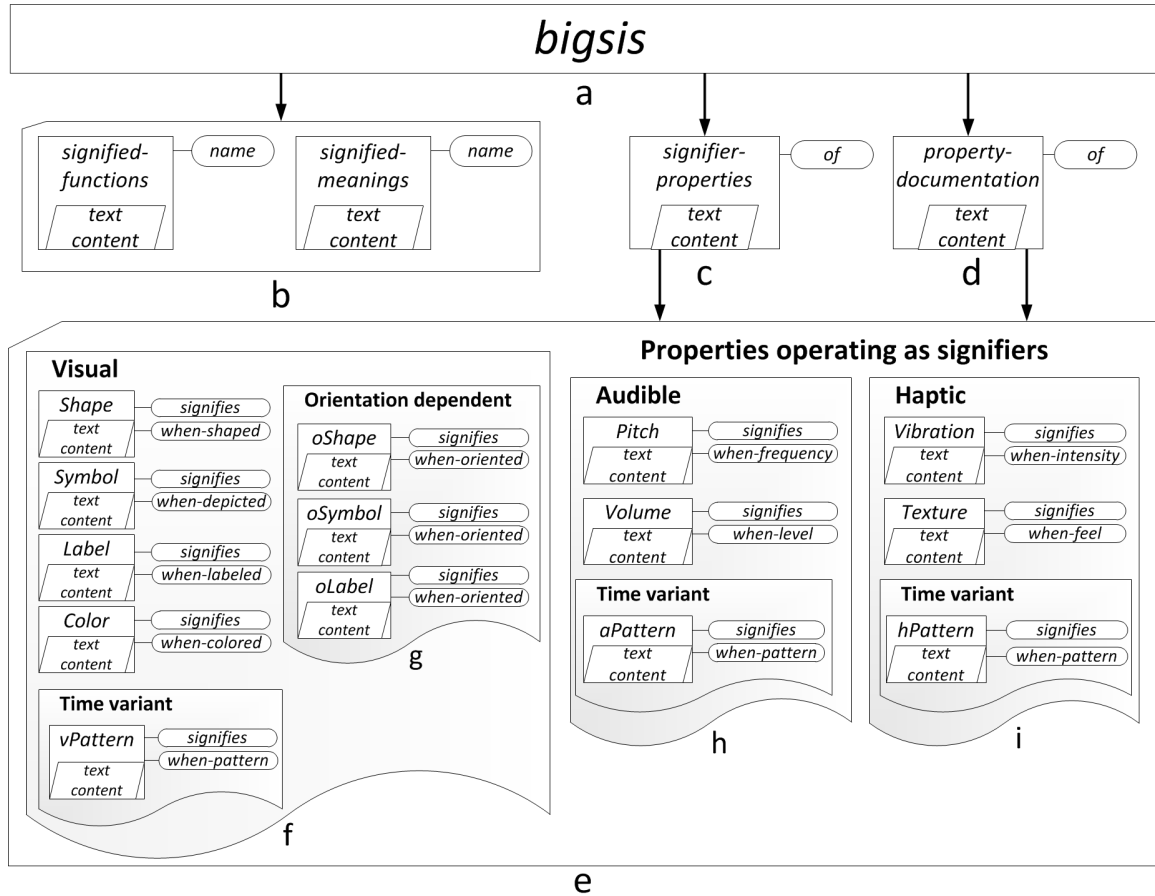 bigsis
a
signified-
functions
text
content
name
signified-
meanings
text
content
name
b
signifier-
properties
text
content
of
c
property-
documentation
text
content
of
d
Properties operating as signifiers
Visual
Shape
text
content
signifies
when-shaped
Symbol
text
content
signifies
when-depicted
Label
text
content
signifies
when-labeled
Color
text
content
signifies
when-colored
Time variant
vPattern
text
content
signifies
when-pattern
f
Orientation dependent
oShape
text
content
signifies
when-oriented
oSymbol
text
content
signifies
when-oriented
oLabel
text
content
signifies
when-oriented
g
Audible
Pitch
text
content
signifies
when-frequency
Volume
text
content
signifies
when-level
Time variant
aPattern
text
content
signifies
when-pattern
h
Haptic
Vibration
text
content
signifies
when-intensity
Texture
text
content
signifies
when-feel
Time variant
hPattern
text
content
signifies
when-pattern
i
e